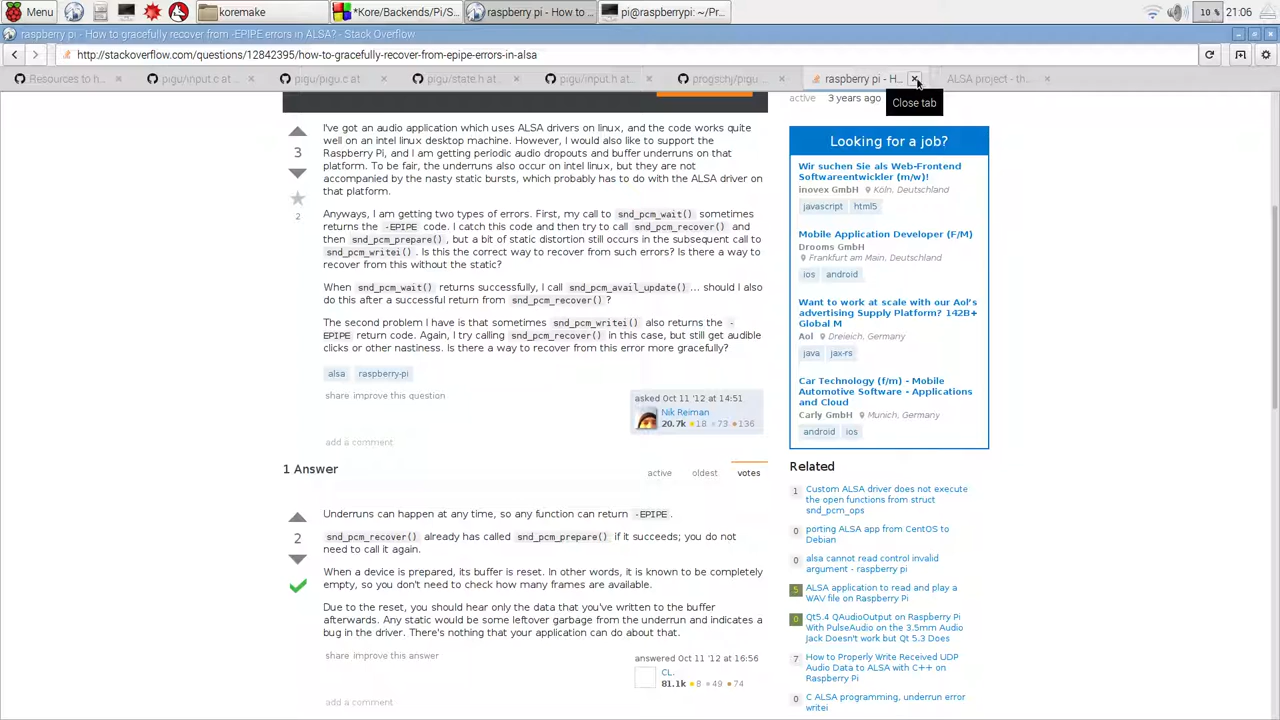 Menu
koremake
*Kore/Backends/Pi/S...
raspberry pi - How to ...
pi@raspberrypi: ~/Pr...
10 %
21:06
raspberry pi - How to gracefully recover from -EPIPE errors in ALSA? - Stack Overflow
http://stackoverflow.com/questions/12842395/how-to-gracefully-recover-from-epipe-errors-in-alsa
Resources to h...
pigu/input.c at ...
pigu/pigu.c at ...
pigu/state.h at ...
pigu/input.h at...
progschj/pigu
raspberry pi - H...
ALSA project - th...
Close tab
active 3 years ago
I've got an audio application which uses ALSA drivers on linux, and the code works quite
well on an intel linux desktop machine. However, I would also like to support the
Raspberry Pi, and I am getting periodic audio dropouts and buffer underruns on that
platform. To be fair, the underruns also occur on intel linux, but they are not
accompanied by the nasty static bursts, which probably has to do with the ALSA driver on
that platform.
3
2
Anyways, I am getting two types of errors. First, my call to snd_pcm_wait() sometimes
returns the -EPIPE code. I catch this code and then try to call snd_pcm_recover() and
then snd_pcm_prepare(), but a bit of static distortion still occurs in the subsequent call to
snd_pcm_writei(). Is this the correct way to recover from such errors? Is there a way to
recover from this without the static?
When snd_pcm_wait() returns successfully, I call snd_pcm_avail_update()... should I also
do this after a successful return from snd_pcm_recover()?
The second problem I have is that sometimes snd_pcm_writei() also returns the -
EPIPE return code. Again, I try calling snd_pcm_recover() in this case, but still get audible
clicks or other nastiness. Is there a way to recover from this error more gracefully?
alsa raspberry-pi
share improve this question
asked Oct 11 '12 at 14:51
Nik Reiman
20.7k 18 73 136
add a comment
1 Answer
active oldest votes
Underruns can happen at any time, so any function can return -EPIPE.
2
snd_pcm_recover() already has called snd_pcm_prepare() if it succeeds; you do not
need to call it again.
When a device is prepared, its buffer is reset. In other words, it is known to be completely
empty, so you don't need to check how many frames are available.
Due to the reset, you should hear only the data that you've written to the buffer
afterwards. Any static would be some leftover garbage from the underrun and indicates a
bug in the driver. There's nothing that your application can do about that.
share improve this answer
answered Oct 11 '12 at 16:56
CL.
81.1k 8 49 74
add a comment
Looking for a job?
Wir suchen Sie als Web-Frontend
Softwareentwickler (m/w)!
inovex GmbH Köln, Deutschland
javascript html5
Mobile Application Developer (F/M)
Drooms GmbH
Frankfurt am Main, Deutschland
ios android
Want to work at scale with our Aol's
advertising Supply Platform? 142B+
Global M
Aol Dreieich, Germany
java jax-rs
Car Technology (f/m) - Mobile
Automotive Software - Applications
and Cloud
Carly GmbH Munich, Germany
android ios
Related
1 Custom ALSA driver does not execute
the open functions from struct
snd_pcm_ops
0 porting ALSA app from CentOS to
Debian
0 alsa cannot read control invalid
argument - raspberry pi
5 ALSA application to read and play a
WAV file on Raspberry Pi
0 Qt5.4 QAudioOutput on Raspberry Pi
With PulseAudio on the 3.5mm Audio
Jack Doesn't work but Qt 5.3 Does
7 How to Properly Write Received UDP
Audio Data to ALSA with C++ on
Raspberry Pi
0 C ALSA programming, underrun error
writei